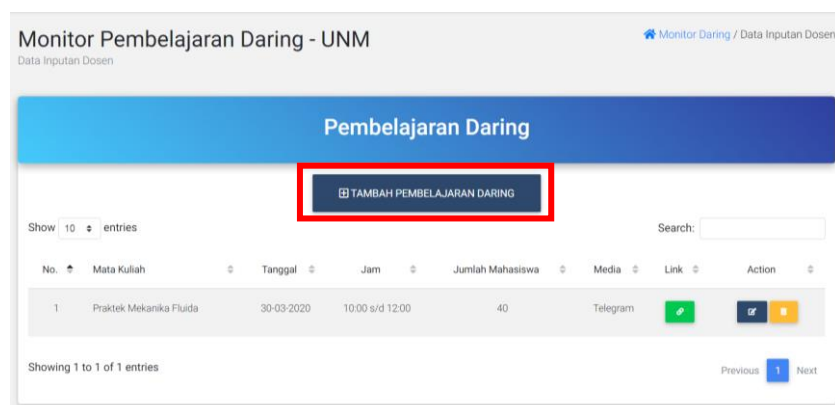 Monitor Pembelajaran Daring - UNM
Monitor Daring / Data Inputan Dosen
Data Inputan Dosen
Pembelajaran Daring
TAMBAH PEMBELAJARAN DARING
Show 10 entries
Search:
No. Mata Kuliah Tanggal Jam Jumlah Mahasiswa Media Link Action
1 Praktek Mekanika Fluida 30-03-2020 10:00 s/d 12:00 40 Telegram
Showing 1 to 1 of 1 entries
Previous 1 Next